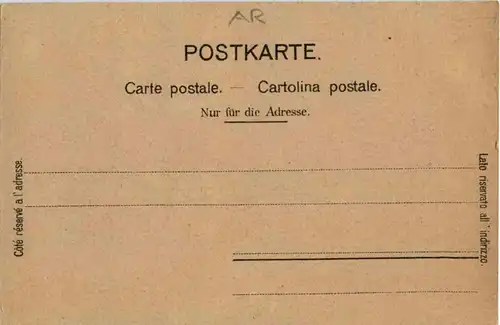 AR
POSTKARTE.
Carte postale. — Cartolina postale.
Nur für die Adresse.
Côté réservé a l'adresse.
Lato riservato all' indirizzo.